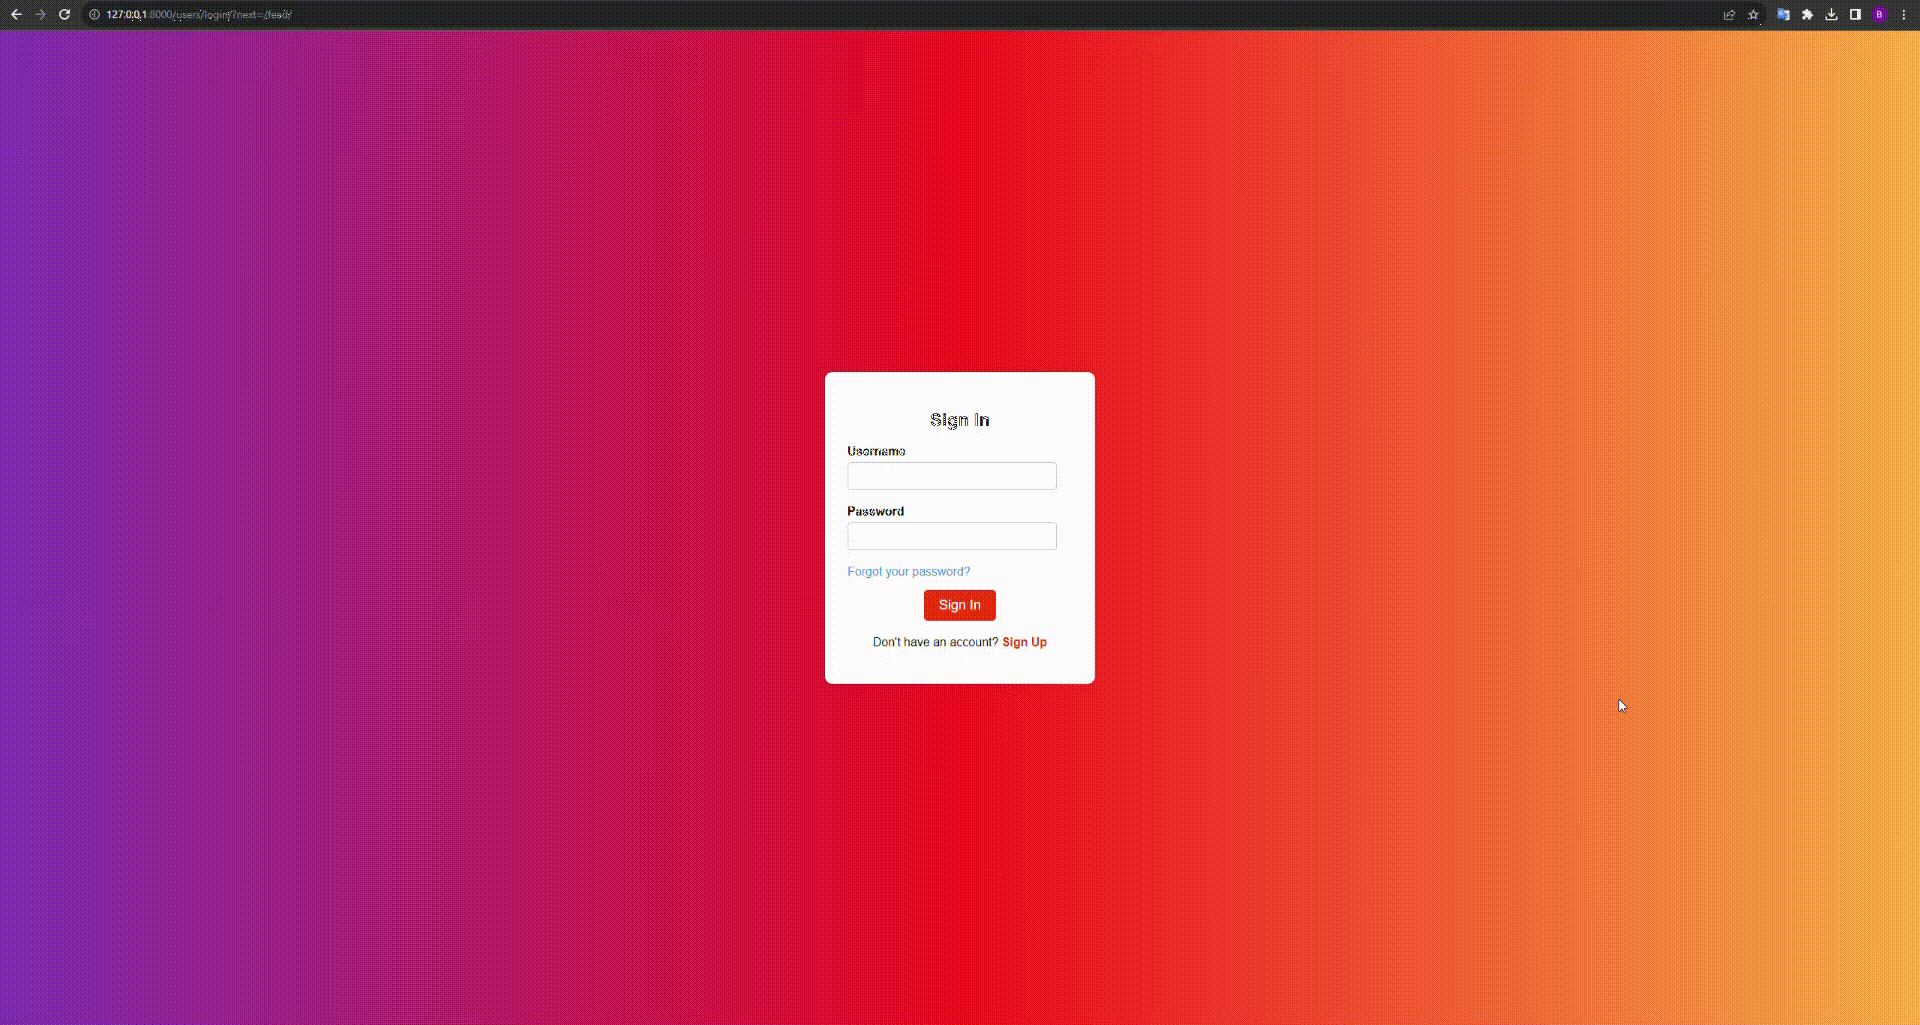 127.0.0.1:8000/users/login/?next=/feed/
B
Sign In
Username
Password
Forgot your password?
Sign In
Don't have an account? Sign Up